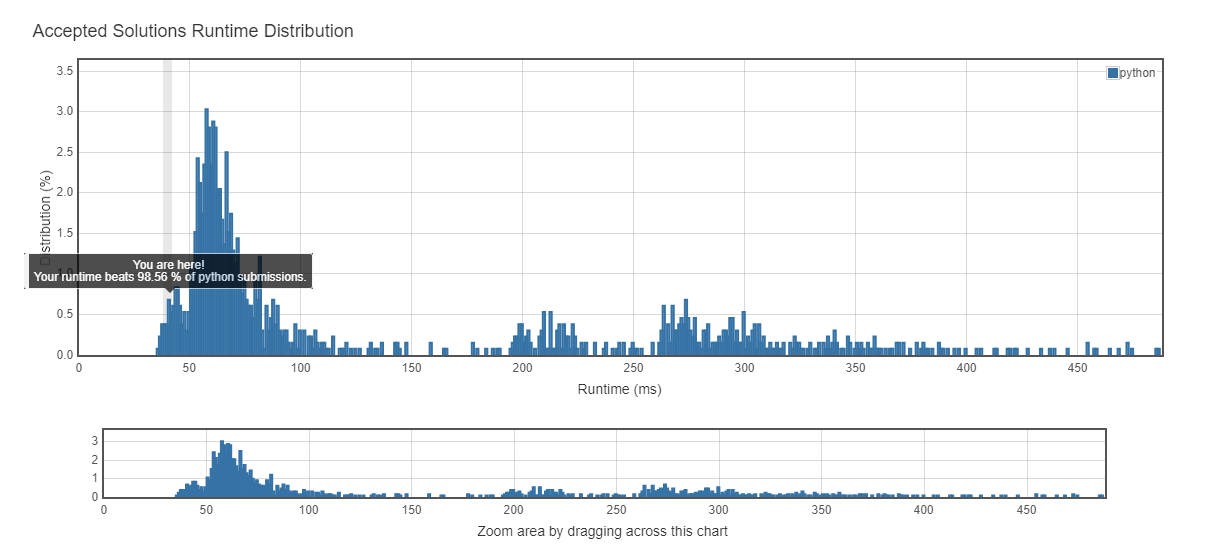 Accepted Solutions Runtime Distribution
python
3.5
3.0
2.5
2.0
1.5
1.0
0.5
0.0
Distribution (%)
You are here!
Your runtime beats 98.56 % of python submissions.
0 50 100 150 200 250 300 350 400 450
Runtime (ms)
3
2
1
0
0 50 100 150 200 250 300 350 400 450
Zoom area by dragging across this chart